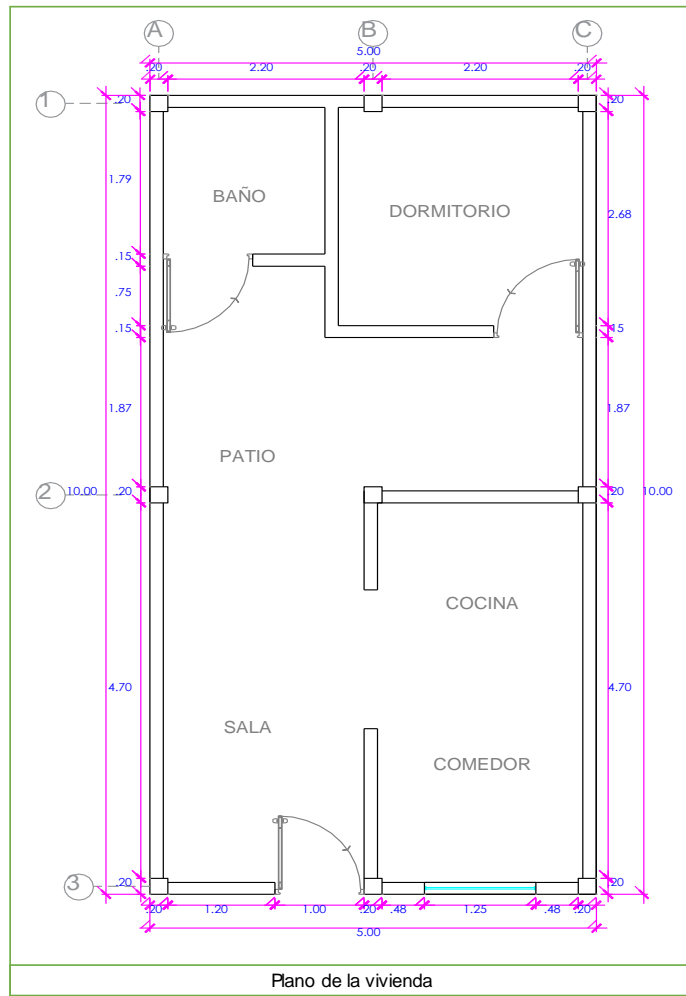 A B C
5.00
.20 2.20 .20 2.20 .20
1 .20 .20
1.79
BAÑO
DORMITORIO
2.68
.15
.75
.15 .15
1.87 1.87
PATIO
2 10.00 .20 .20 10.00
COCINA
4.70 4.70
SALA
COMEDOR
3 .20 .20
.20 1.20 1.00 .20 .48 1.25 .48 .20
5.00
Plano de la vivienda